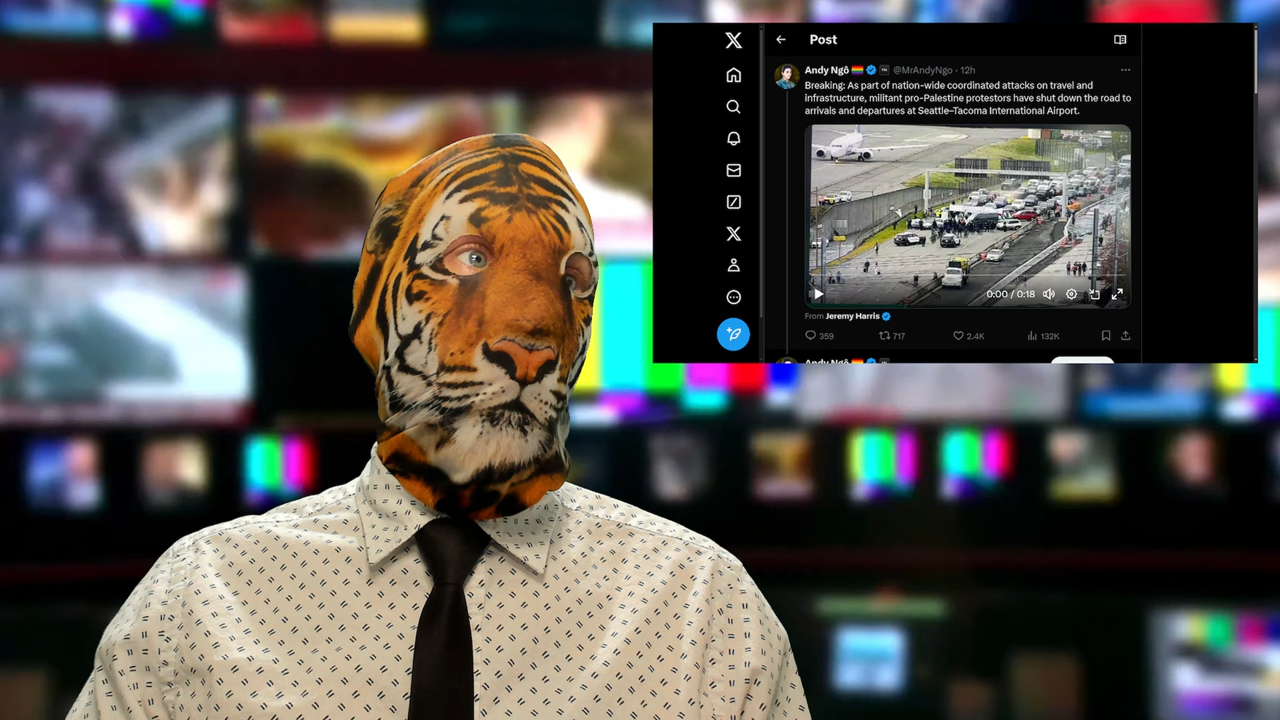 Post
Andy Ngô 🏳️‍🌈 @MrAndyNgo · 12h
Breaking: As part of nation-wide coordinated attacks on travel and
infrastructure, militant pro-Palestine protestors have shut down the road to
arrivals and departures at Seattle–Tacoma International Airport.
0:00 / 0:18
From Jeremy Harris
359 717 2.4K 132K
Andy Ngô 🏳️‍🌈